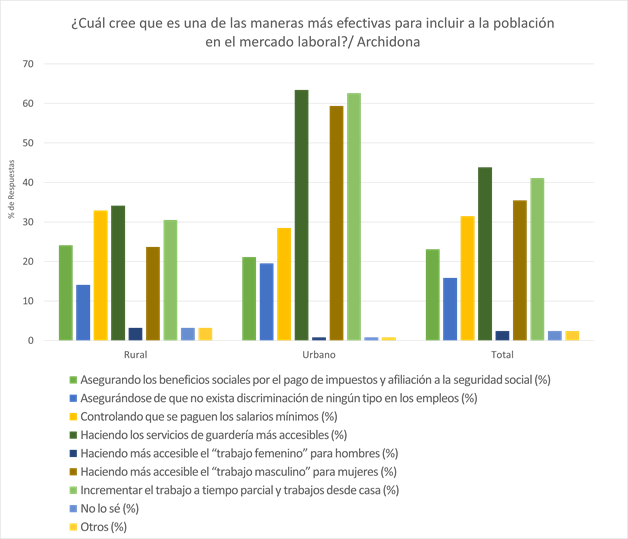 ¿Cuál cree que es una de las maneras más efectivas para incluir a la población
en el mercado laboral?/ Archidona
70
60
50
40
30
20
10
0
% de Respuestas
Rural
Urbano
Total
Asegurando los beneficios sociales por el pago de impuestos y afiliación a la seguridad social (%)
Asegurándose de que no exista discriminación de ningún tipo en los empleos (%)
Controlando que se paguen los salarios mínimos (%)
Haciendo los servicios de guardería más accesibles (%)
Haciendo más accesible el “trabajo femenino” para hombres (%)
Haciendo más accesible el “trabajo masculino” para mujeres (%)
Incrementar el trabajo a tiempo parcial y trabajos desde casa (%)
No lo sé (%)
Otros (%)